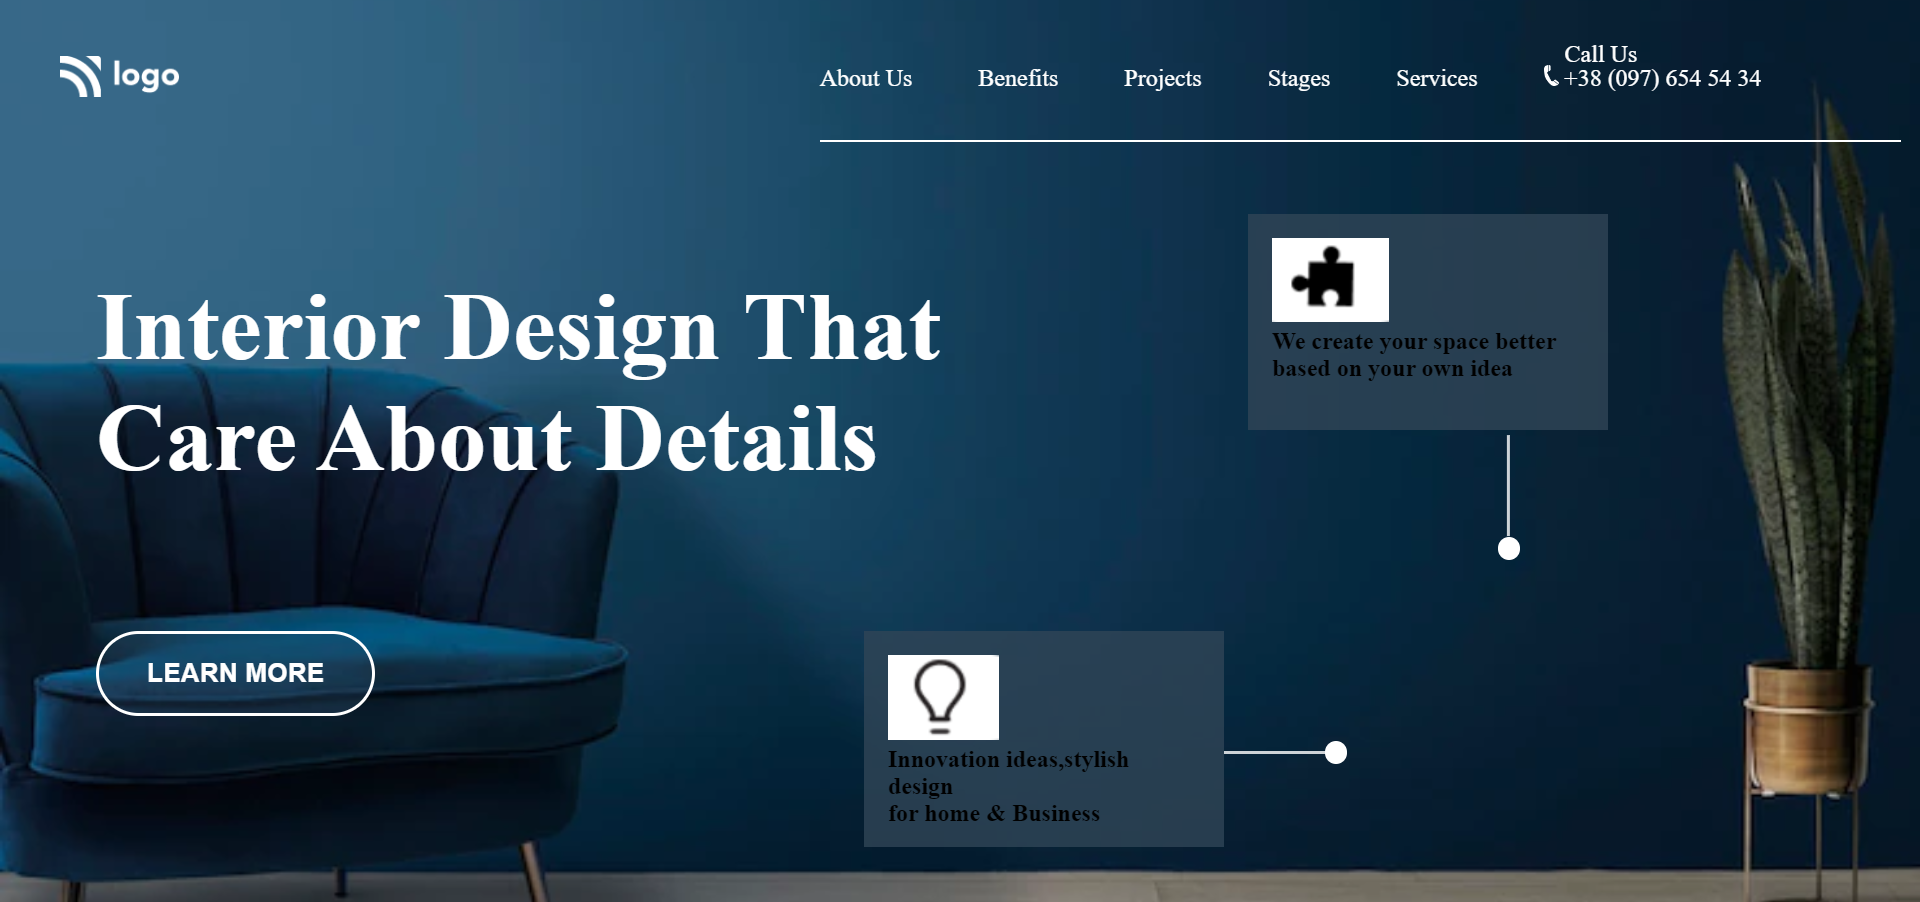 logo
About Us
Benefits
Projects
Stages
Services
Call Us
+38 (097) 654 54 34
Interior Design That
Care About Details
We create your space better
based on your own idea
LEARN MORE
Innovation ideas,stylish
design
for home & Business